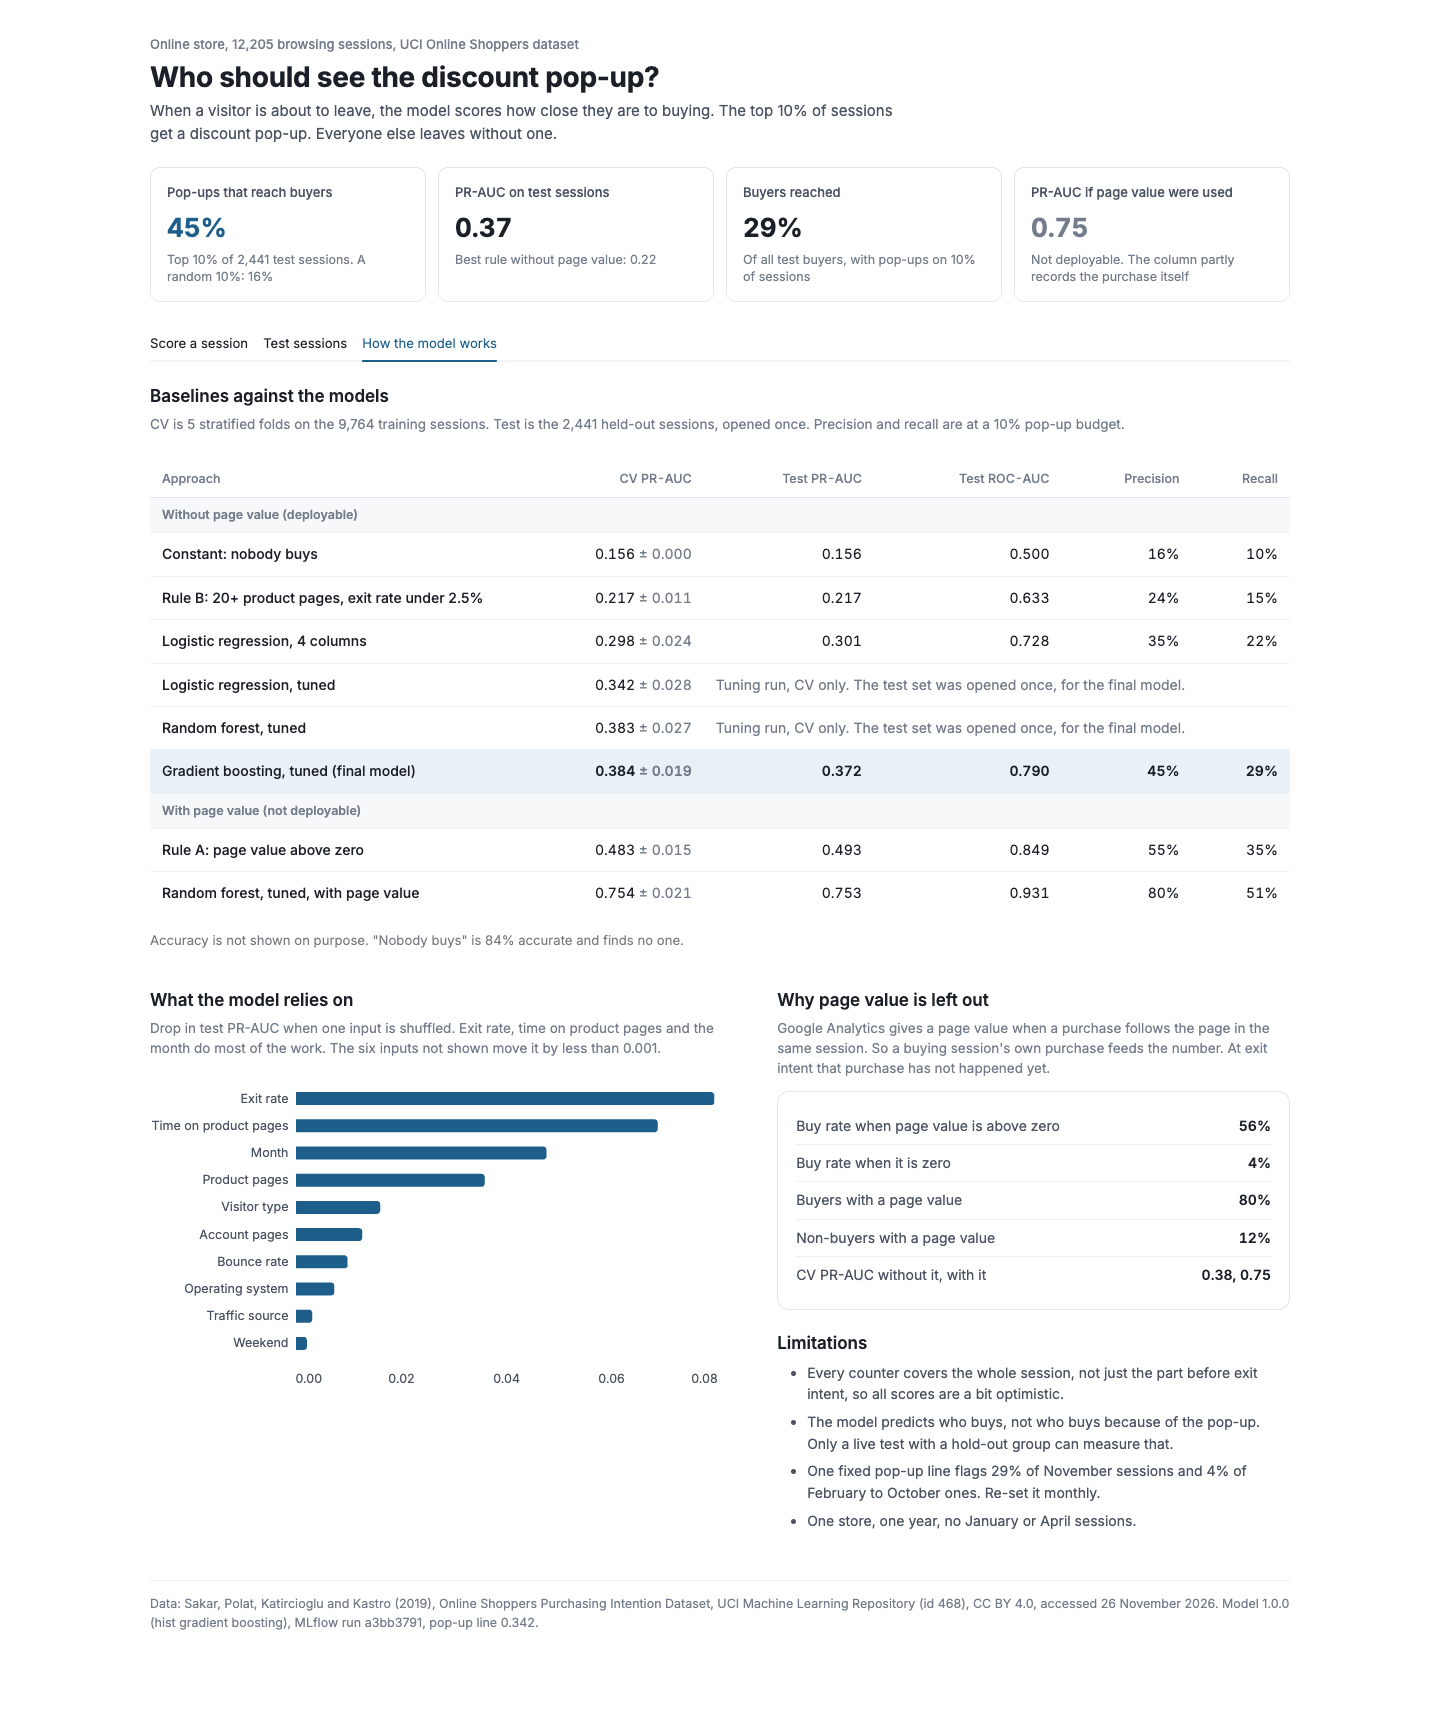 Online store, 12,205 browsing sessions, UCI Online Shoppers dataset
Who should see the discount pop-up?
When a visitor is about to leave, the model scores how close they are to buying. The top 10% of sessions
get a discount pop-up. Everyone else leaves without one.
Pop-ups that reach buyers
45%
Top 10% of 2,441 test sessions. A
random 10%: 16%
PR-AUC on test sessions
0.37
Best rule without page value: 0.22
Buyers reached
29%
Of all test buyers, with pop-ups on 10%
of sessions
PR-AUC if page value were used
0.75
Not deployable. The column partly
records the purchase itself
Score a session Test sessions How the model works
Baselines against the models
CV is 5 stratified folds on the 9,764 training sessions. Test is the 2,441 held-out sessions, opened once. Precision and recall are at a 10% pop-up budget.
Approach CV PR-AUC Test PR-AUC Test ROC-AUC Precision Recall
Without page value (deployable)
Constant: nobody buys 0.156 ± 0.000 0.156 0.500 16% 10%
Rule B: 20+ product pages, exit rate under 2.5% 0.217 ± 0.011 0.217 0.633 24% 15%
Logistic regression, 4 columns 0.298 ± 0.024 0.301 0.728 35% 22%
Logistic regression, tuned 0.342 ± 0.028 Tuning run, CV only. The test set was opened once, for the final model.
Random forest, tuned 0.383 ± 0.027 Tuning run, CV only. The test set was opened once, for the final model.
Gradient boosting, tuned (final model) 0.384 ± 0.019 0.372 0.790 45% 29%
With page value (not deployable)
Rule A: page value above zero 0.483 ± 0.015 0.493 0.849 55% 35%
Random forest, tuned, with page value 0.754 ± 0.021 0.753 0.931 80% 51%
Accuracy is not shown on purpose. "Nobody buys" is 84% accurate and finds no one.
What the model relies on
Drop in test PR-AUC when one input is shuffled. Exit rate, time on product pages and the
month do most of the work. The six inputs not shown move it by less than 0.001.
Exit rate
Time on product pages
Month
Product pages
Visitor type
Account pages
Bounce rate
Operating system
Traffic source
Weekend
0.00 0.02 0.04 0.06 0.08
Why page value is left out
Google Analytics gives a page value when a purchase follows the page in the
same session. So a buying session's own purchase feeds the number. At exit
intent that purchase has not happened yet.
Buy rate when page value is above zero 56%
Buy rate when it is zero 4%
Buyers with a page value 80%
Non-buyers with a page value 12%
CV PR-AUC without it, with it 0.38, 0.75
Limitations
• Every counter covers the whole session, not just the part before exit
intent, so all scores are a bit optimistic.
• The model predicts who buys, not who buys because of the pop-up.
Only a live test with a hold-out group can measure that.
• One fixed pop-up line flags 29% of November sessions and 4% of
February to October ones. Re-set it monthly.
• One store, one year, no January or April sessions.
Data: Sakar, Polat, Katircioglu and Kastro (2019), Online Shoppers Purchasing Intention Dataset, UCI Machine Learning Repository (id 468), CC BY 4.0, accessed 26 November 2026. Model 1.0.0
(hist gradient boosting), MLflow run a3bb3791, pop-up line 0.342.